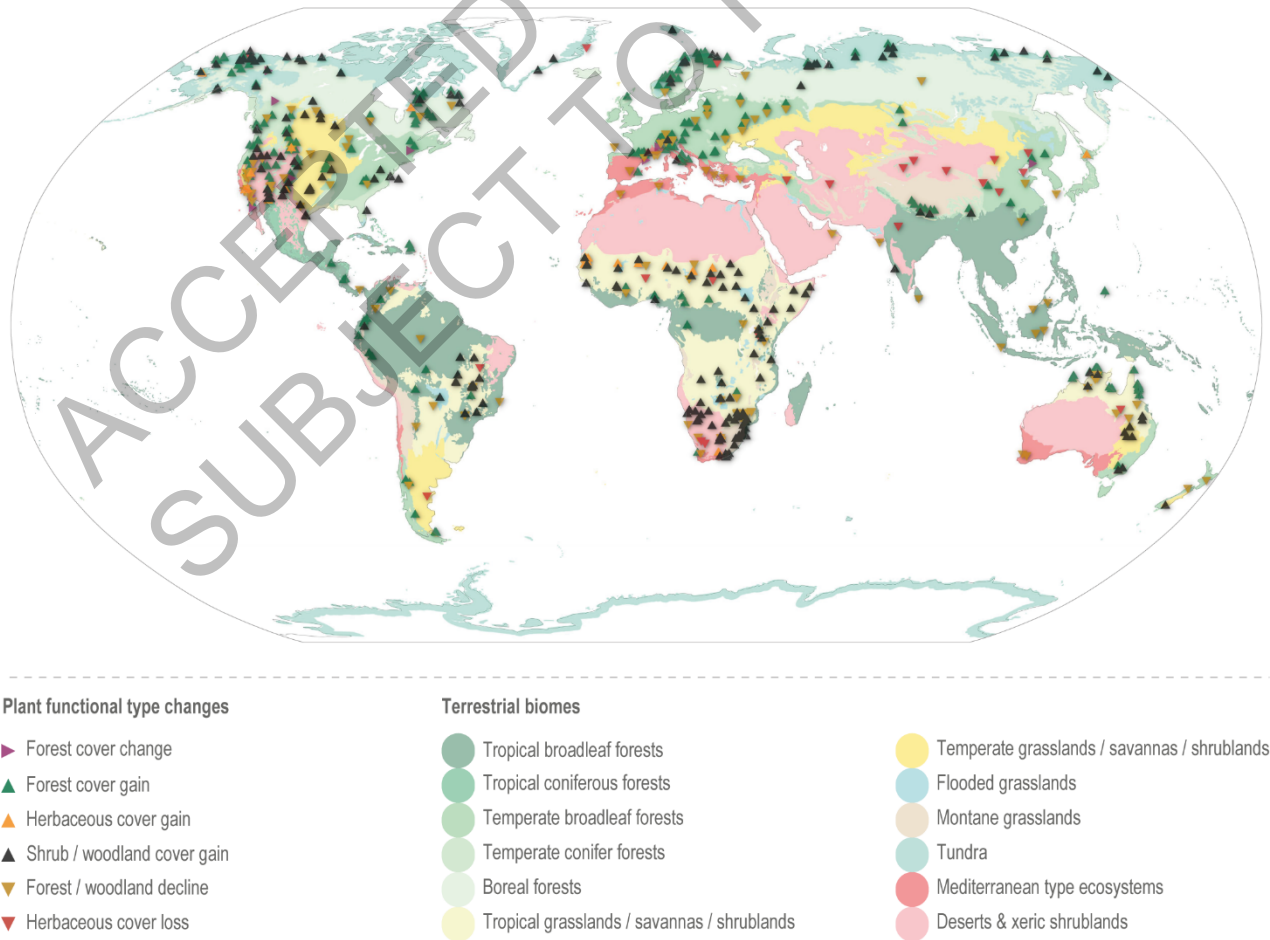 ACCEPTED
SUBJECT TO
Plant functional type changes
Forest cover change
Forest cover gain
Herbaceous cover gain
Shrub / woodland cover gain
Forest / woodland decline
Herbaceous cover loss
Terrestrial biomes
Tropical broadleaf forests
Tropical coniferous forests
Temperate broadleaf forests
Temperate conifer forests
Boreal forests
Tropical grasslands / savannas / shrublands
Temperate grasslands / savannas / shrublands
Flooded grasslands
Montane grasslands
Tundra
Mediterranean type ecosystems
Deserts & xeric shrublands